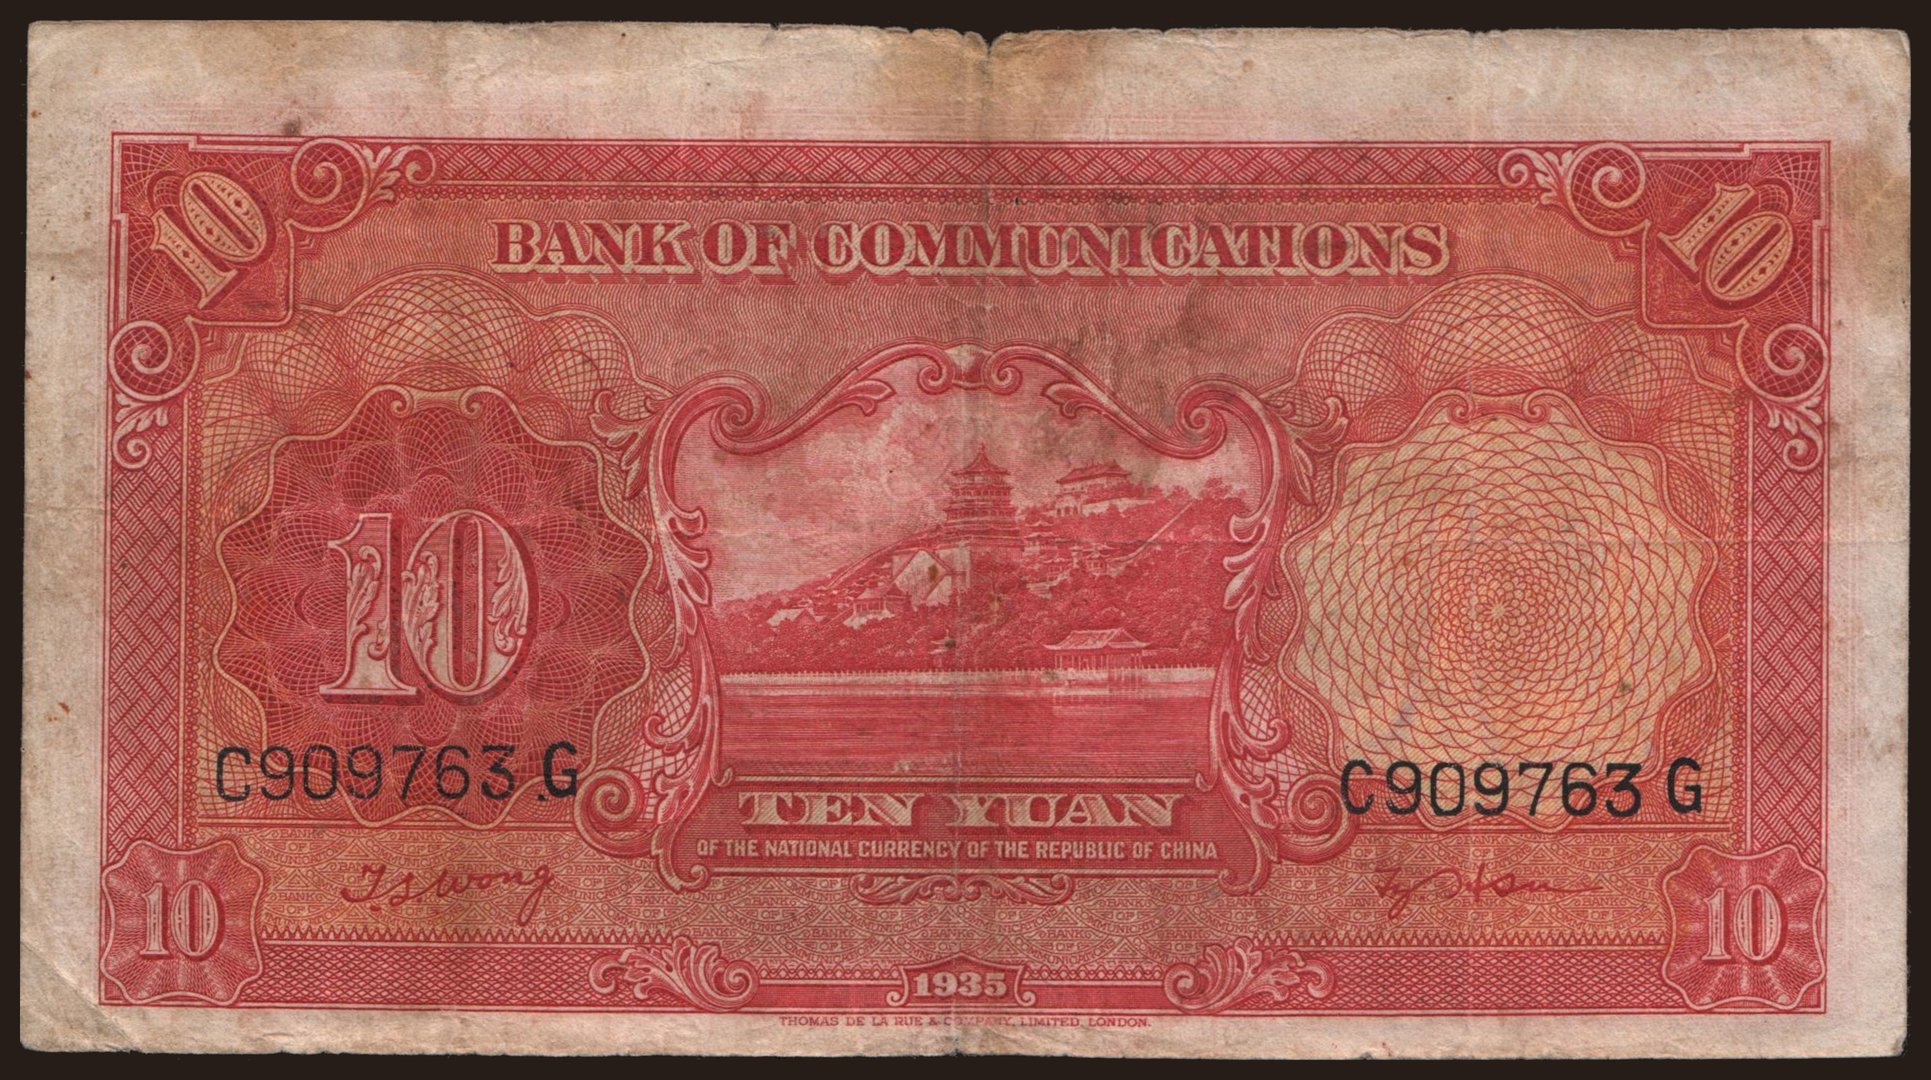 10 10
BANK OF COMMUNICATIONS
10
C909763 G C909763 G
TEN YUAN
OF THE NATIONAL CURRENCY OF THE REPUBLIC OF CHINA
T.S. Wong
10 10
1935
THOMAS DE LA RUE & COMPANY, LIMITED, LONDON.